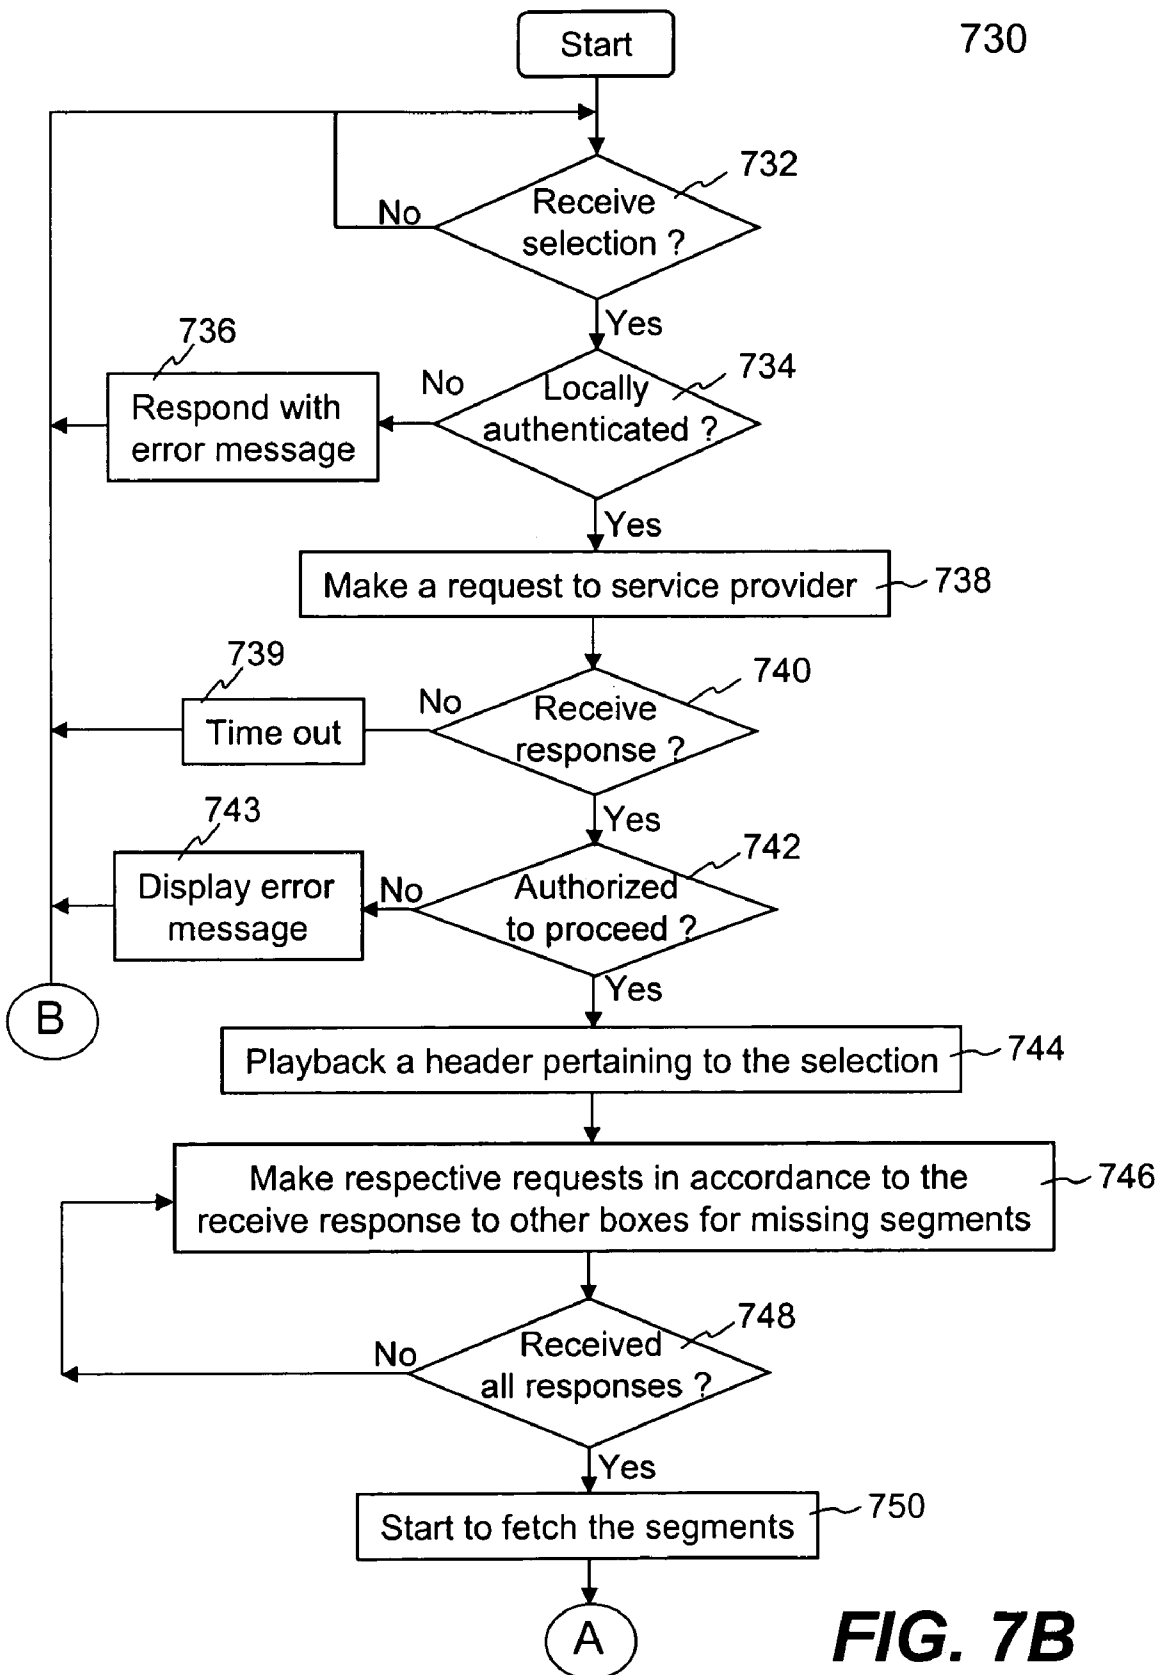 Start
730
732
Receive
selection ?
No
Yes
736
734
No
Locally
authenticated ?
Respond with
error message
Yes
Make a request to service provider
738
739
740
No
Receive
response ?
Time out
Yes
743
742
Display error
message
No
Authorized
to proceed ?
Yes
B
Playback a header pertaining to the selection
744
Make respective requests in accordance to the
receive response to other boxes for missing segments
746
748
No
Received
all responses ?
Yes
Start to fetch the segments
750
A
FIG. 7B